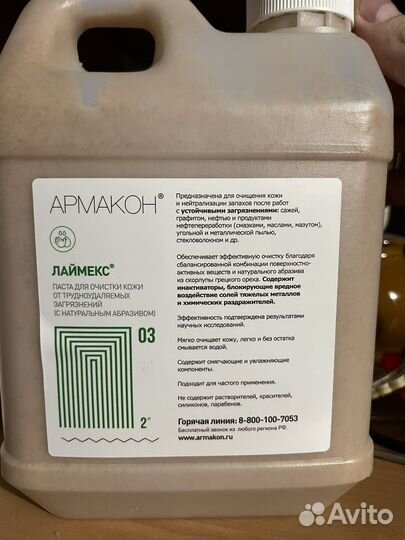 АРМАКОН®
ЛАЙМЕКС®
ПАСТА ДЛЯ ОЧИСТКИ КОЖИ
ОТ ТРУДНОУДАЛЯЕМЫХ
ЗАГРЯЗНЕНИЙ
(С НАТУРАЛЬНЫМ АБРАЗИВОМ)
03
2
Предназначена для очищения кожи
и нейтрализации запахов после работ
с устойчивыми загрязнениями: сажей,
графитом, нефтью и продуктами
нефтепереработки (смазками, маслами, мазутом),
угольной и металлической пылью,
стекловолокном и др.
Обеспечивает эффективную очистку благодаря
сбалансированной комбинации поверхностно-
активных веществ и натурального абразива
из скорлупы грецкого ореха. Содержит
инактиваторы, блокирующие вредное
воздействие солей тяжелых металлов
и химических раздражителей.
Эффективность подтверждена результатами
научных исследований.
Мягко очищает кожу, легко и без остатка
смывается водой.
Содержит смягчающие и увлажняющие
компоненты.
Подходит для частого применения.
Не содержит растворителей, красителей,
силиконов, парабенов.
Горячая линия: 8-800-100-7053
Бесплатный звонок из любого региона РФ.
www.armakon.ru
Avito